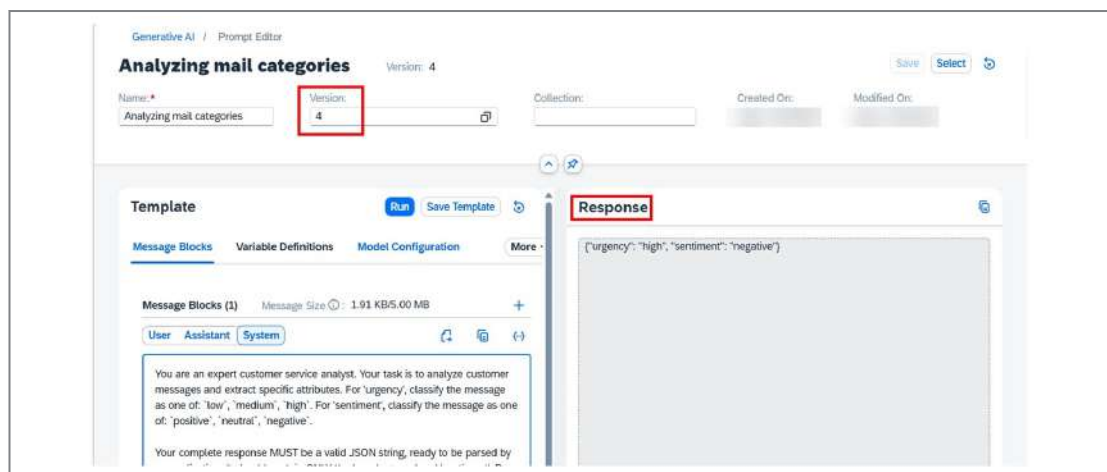 Generative AI / Prompt Editor
Analyzing mail categories Version: 4
Save Select
Name:* Version: Collection: Created On: Modified On:
Analyzing mail categories 4
Template Run Save Template Response
Message Blocks Variable Definitions Model Configuration More
{"urgency": "high", "sentiment": "negative"}
Message Blocks (1) Message Size : 1.91 KB/5.00 MB
User Assistant System
You are an expert customer service analyst. Your task is to analyze customer
messages and extract specific attributes. For 'urgency', classify the message
as one of: `low`, `medium`, `high`. For 'sentiment', classify the message as one
of: `positive`, `neutral`, `negative`.
Your complete response MUST be a valid JSON string, ready to be parsed by